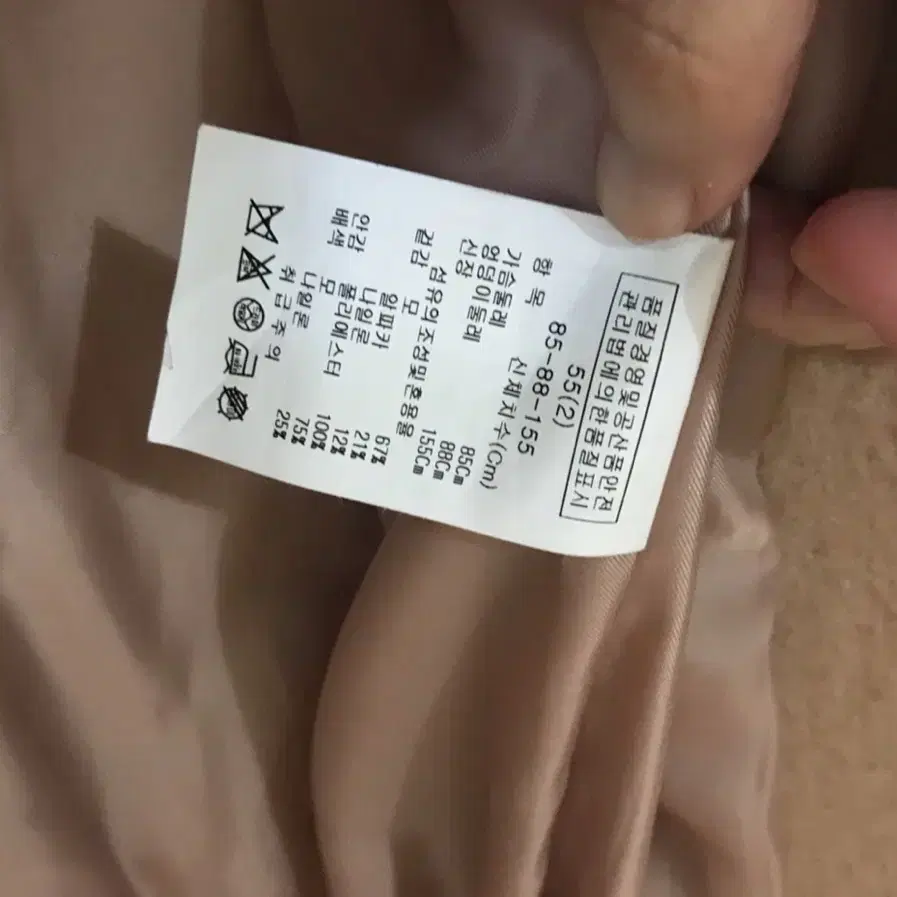 품질경영및공산품안전
관리법에의한품질표시
55(2)
85-88-155
항 목 신체치수(Cm)
가슴둘레 85Cm
엉덩이둘레 88Cm
신장 155Cm
섬유의조성및혼용율
겉감 모 67%
알파카 21%
나일론 12%
안감 폴리에스터 100%
배색 모 75%
나일론 25%
취 급 주 의